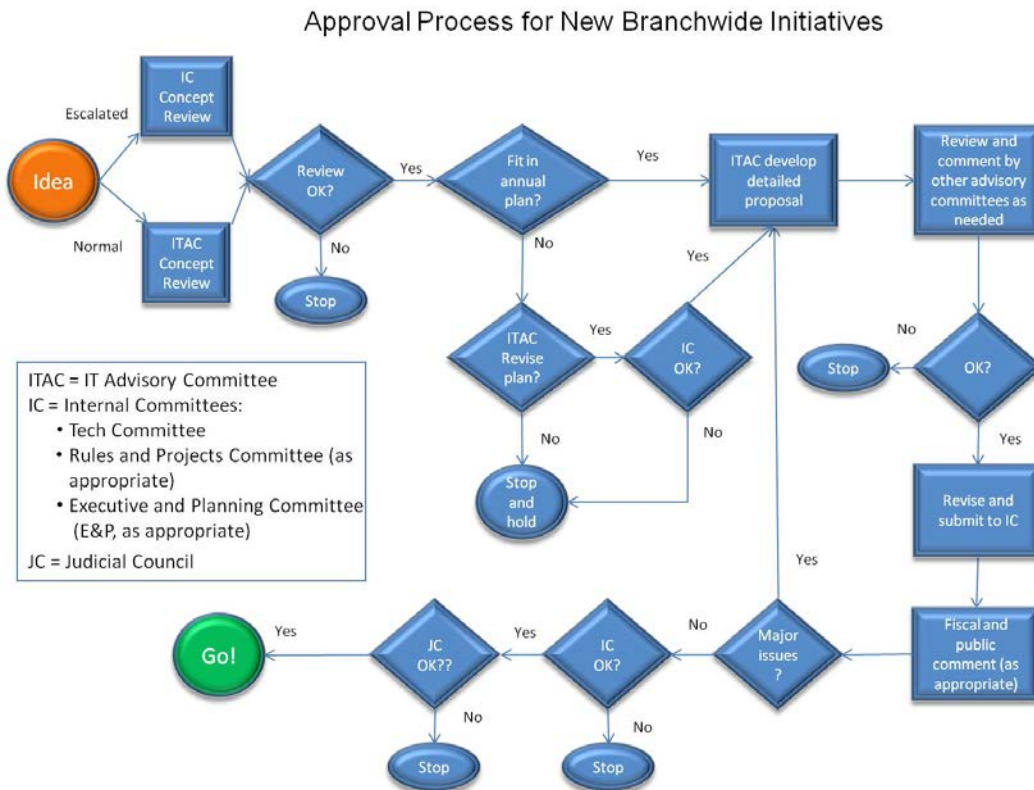 Approval Process for New Branchwide Initiatives
IC
Concept
Review
Escalated
Idea
Normal
ITAC
Concept
Review
Review
OK?
Yes
No
Stop
Fit in
annual
plan?
Yes
No
ITAC develop
detailed
proposal
Review and
comment by
other advisory
committees as
needed
ITAC
Revise
plan?
Yes
No
IC
OK?
Yes
No
Stop
and
hold
OK?
No
Stop
Yes
Revise and
submit to IC
Fiscal and
public
comment (as
appropriate)
Major
issues
?
Yes
No
IC
OK?
Yes
No
Stop
JC
OK??
Yes
No
Stop
Go!
ITAC = IT Advisory Committee
IC = Internal Committees:
• Tech Committee
• Rules and Projects Committee (as
appropriate)
• Executive and Planning Committee
(E&P, as appropriate)
JC = Judicial Council